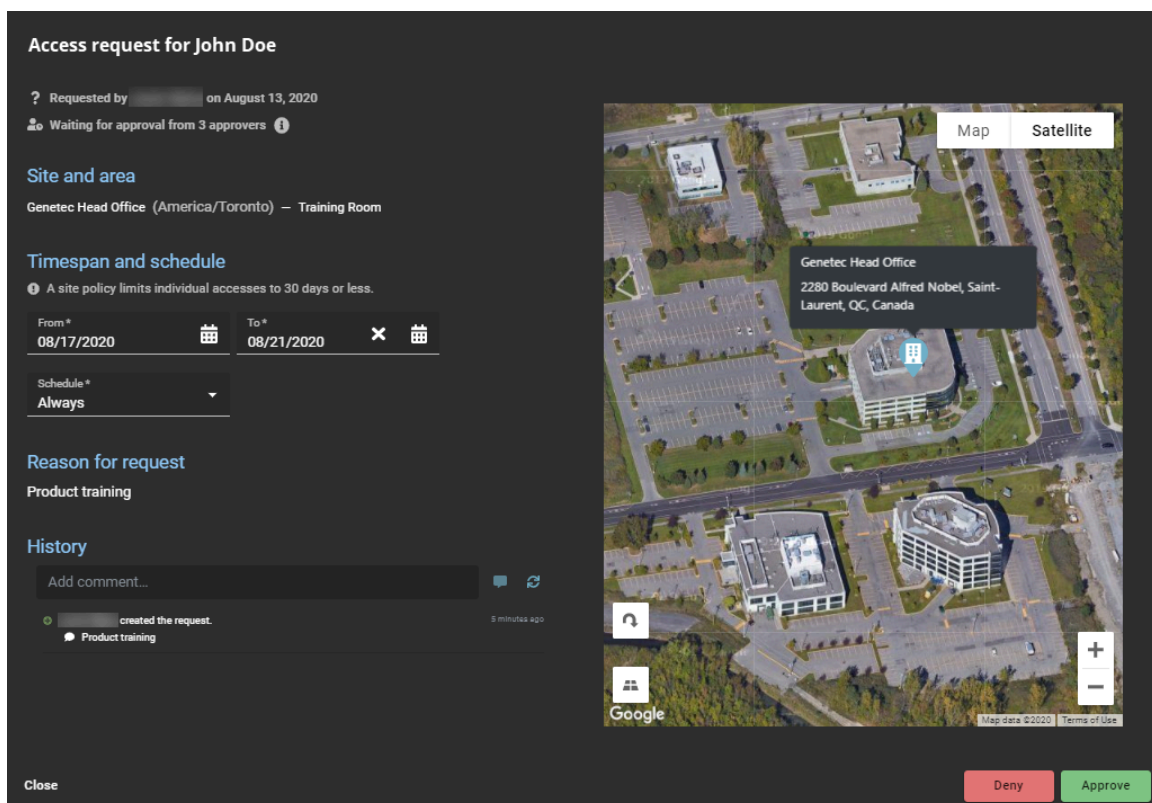 Access request for John Doe
? Requested by on August 13, 2020
Waiting for approval from 3 approvers
Site and area
Genetec Head Office (America/Toronto) — Training Room
Timespan and schedule
A site policy limits individual accesses to 30 days or less.
From*
08/17/2020
To*
08/21/2020
Schedule*
Always
Reason for request
Product training
History
Add comment...
created the request.
5 minutes ago
Product training
Map
Satellite
Genetec Head Office
2280 Boulevard Alfred Nobel, Saint-
Laurent, QC, Canada
Google
Map data ©2020
Terms of Use
Close
Deny
Approve